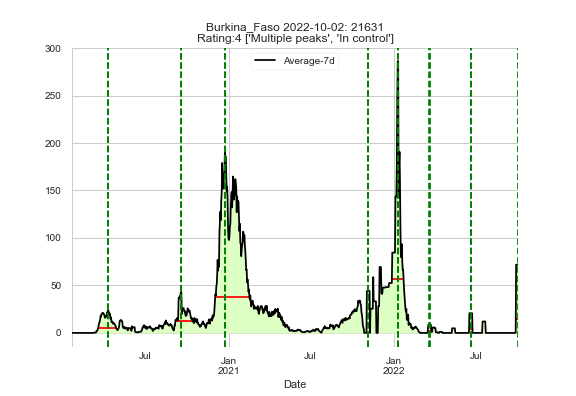 Burkina_Faso 2022-10-02: 21631
Rating:4 ['Multiple peaks', 'In control']
300
Average-7d
250
200
150
100
50
0
Jul
Jan
2021
Jul
Jan
2022
Jul
Date